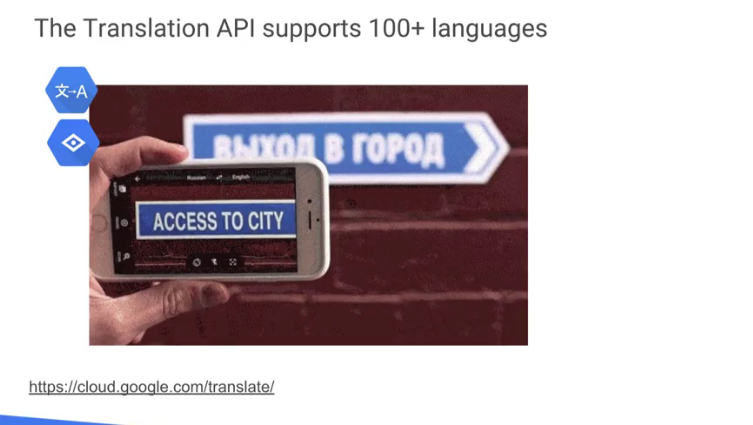 The Translation API supports 100+ languages
文→A
ВЫХОД В ГОРОД
Russian English
ACCESS TO CITY
https://cloud.google.com/translate/